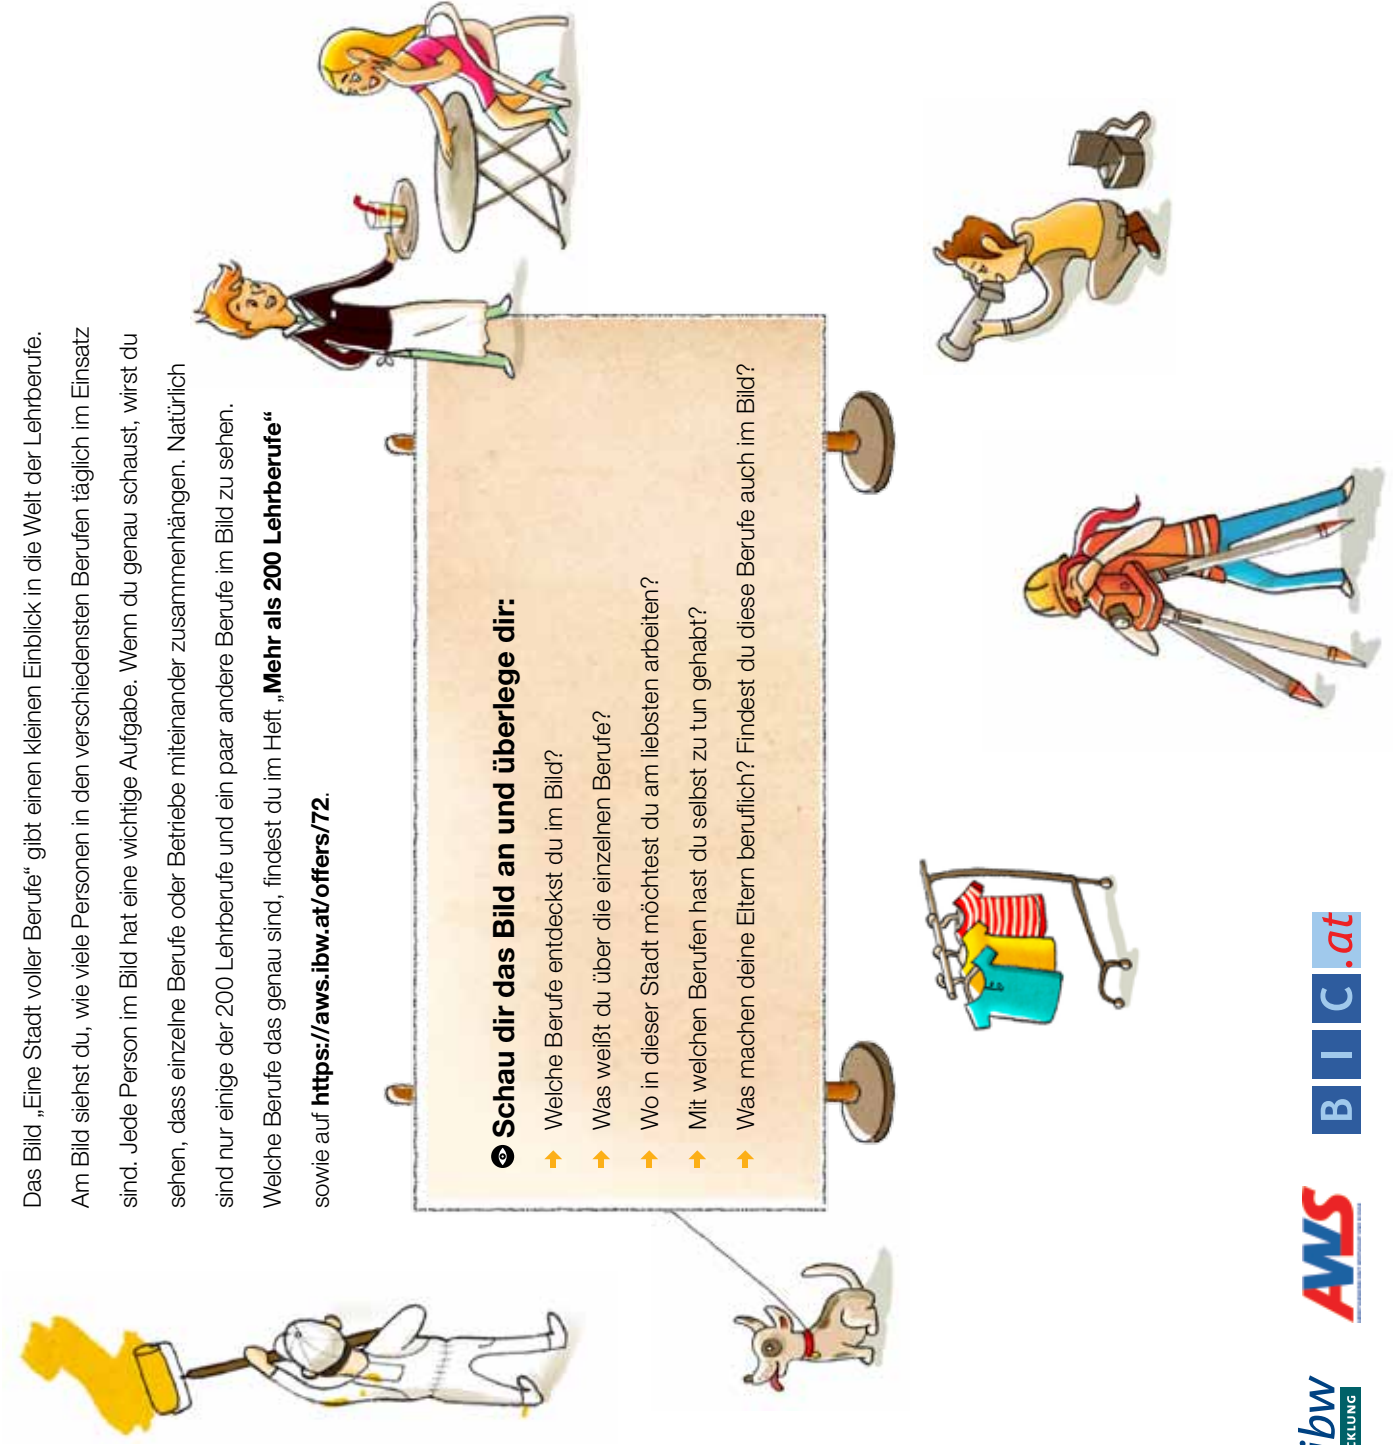 Das Bild „Eine Stadt voller Berufe“ gibt einen kleinen Einblick in die Welt der Lehrberufe.
Am Bild siehst du, wie viele Personen in den verschiedensten Berufen täglich im Einsatz
sind. Jede Person im Bild hat eine wichtige Aufgabe. Wenn du genau schaust, wirst du
sehen, dass einzelne Berufe oder Betriebe miteinander zusammenhängen. Natürlich
sind nur einige der 200 Lehrberufe und ein paar andere Berufe im Bild zu sehen.
Welche Berufe das genau sind, findest du im Heft „Mehr als 200 Lehrberufe“
sowie auf https://aws.ibw.at/offers/72.
Schau dir das Bild an und überlege dir:
Welche Berufe entdeckst du im Bild?
Was weißt du über die einzelnen Berufe?
Wo in dieser Stadt möchtest du am liebsten arbeiten?
Mit welchen Berufen hast du selbst zu tun gehabt?
Was machen deine Eltern beruflich? Findest du diese Berufe auch im Bild?
ibw
CKLUNG
AWS
BIC.at